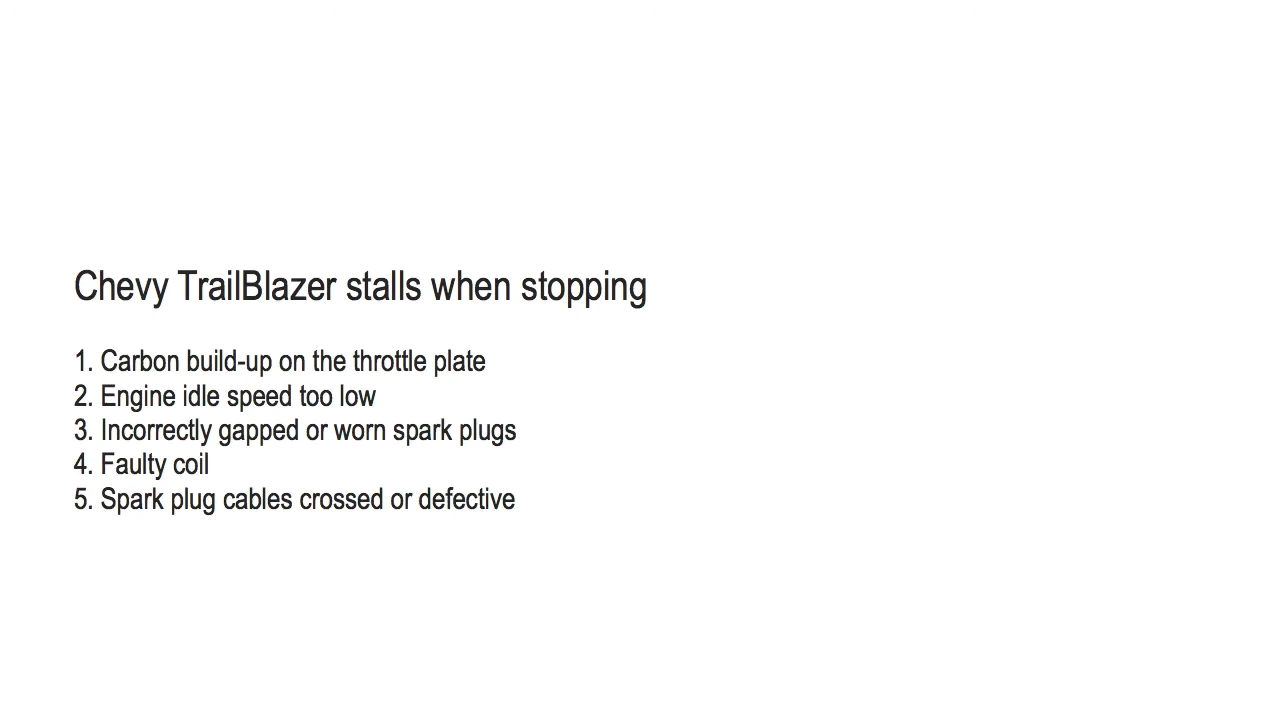 Chevy TrailBlazer stalls when stopping
1. Carbon build-up on the throttle plate
2. Engine idle speed too low
3. Incorrectly gapped or worn spark plugs
4. Faulty coil
5. Spark plug cables crossed or defective